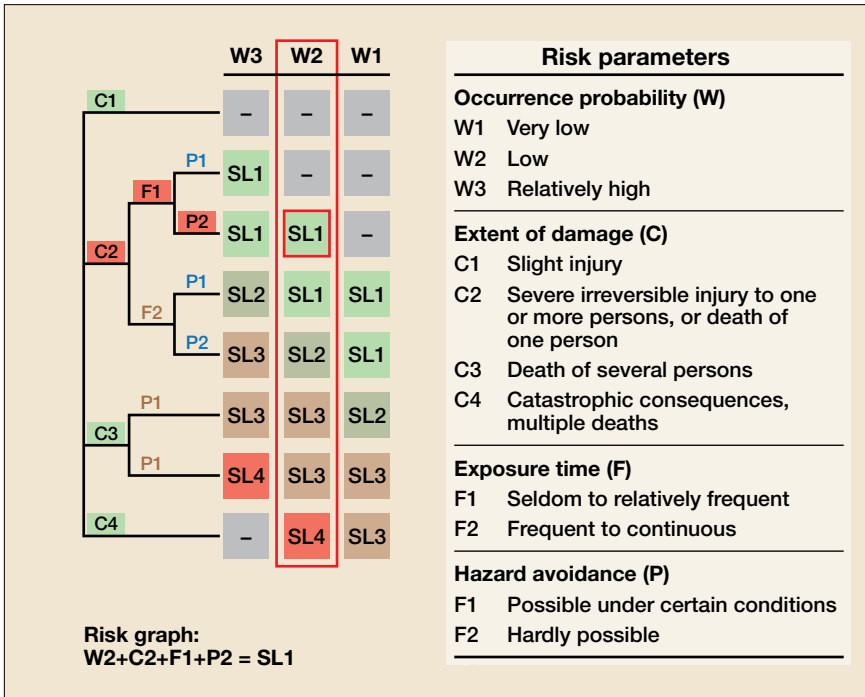 W3 W2 W1
C1 – – –
P1 SL1 – –
F1
P2 SL1 SL1 –
C2
P1 SL2 SL1 SL1
F2
P2 SL3 SL2 SL1
P1 SL3 SL3 SL2
C3
P1 SL4 SL3 SL3
C4 – SL4 SL3
Risk graph:
W2+C2+F1+P2 = SL1
Risk parameters
Occurrence probability (W)
W1 Very low
W2 Low
W3 Relatively high
Extent of damage (C)
C1 Slight injury
C2 Severe irreversible injury to one
or more persons, or death of
one person
C3 Death of several persons
C4 Catastrophic consequences,
multiple deaths
Exposure time (F)
F1 Seldom to relatively frequent
F2 Frequent to continuous
Hazard avoidance (P)
F1 Possible under certain conditions
F2 Hardly possible